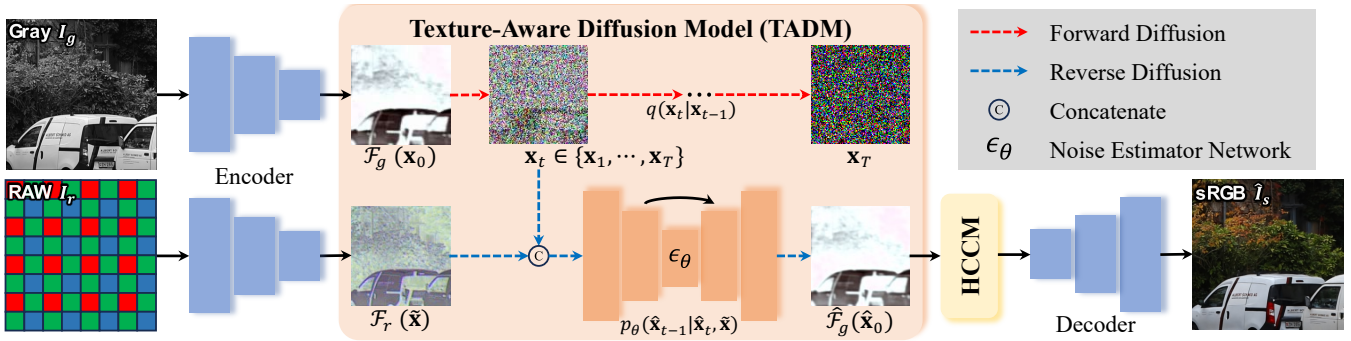 Texture-Aware Diffusion Model (TADM)
Gray I_g
Encoder
ℱ_g (𝐱_0)
𝐱_t ∈ {𝐱_1, ⋯, 𝐱_T}
q(𝐱_t|𝐱_{t−1})
𝐱_T
Forward Diffusion
Reverse Diffusion
C Concatenate
ϵ_θ Noise Estimator Network
RAW I_r
ℱ_r (𝐱̃)
C
ϵ_θ
p_θ(𝐱̂_{t−1}|𝐱̂_t, 𝐱̃)
ℱ̂_g(𝐱̂_0)
HCCM
Decoder
sRGB Î_s